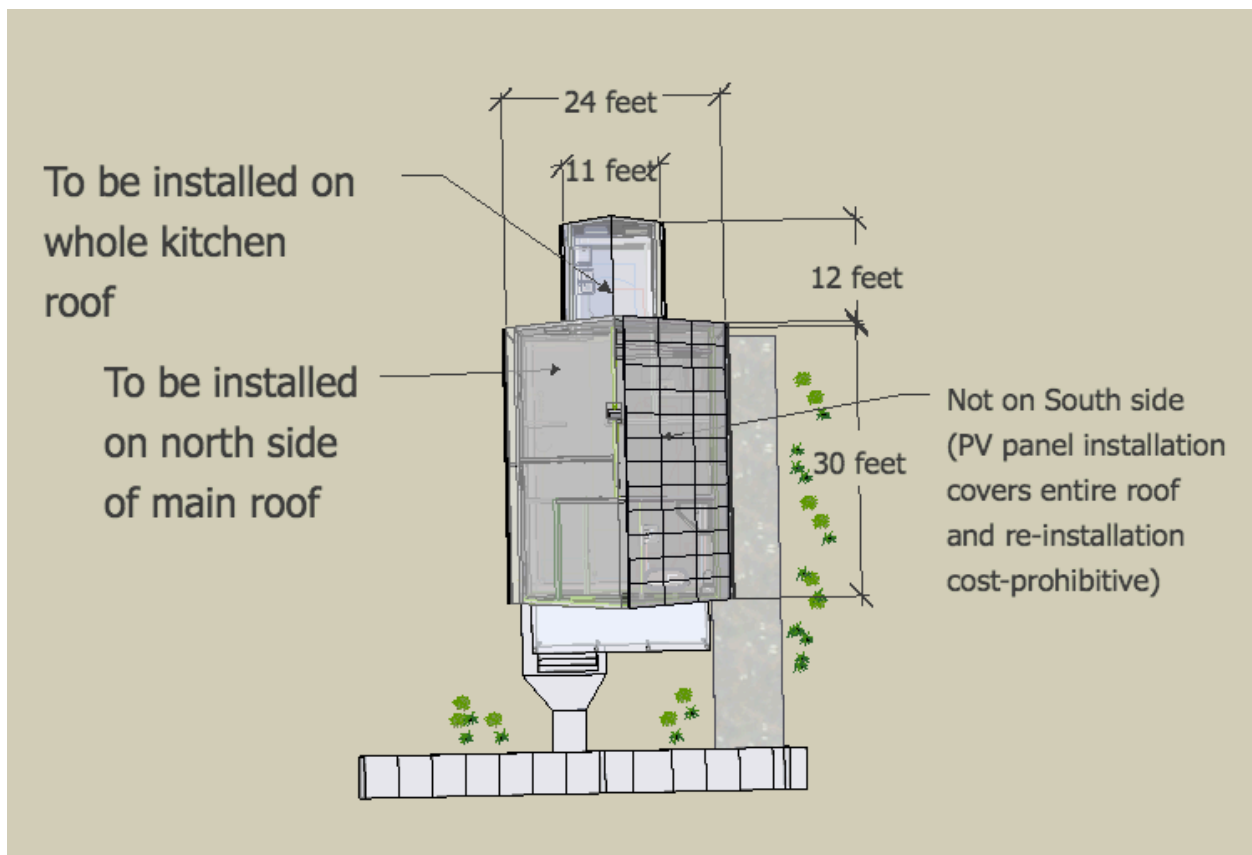 24 feet
11 feet
To be installed on
whole kitchen
roof
12 feet
To be installed
on north side
of main roof
Not on South side
(PV panel installation
covers entire roof
and re-installation
cost-prohibitive)
30 feet